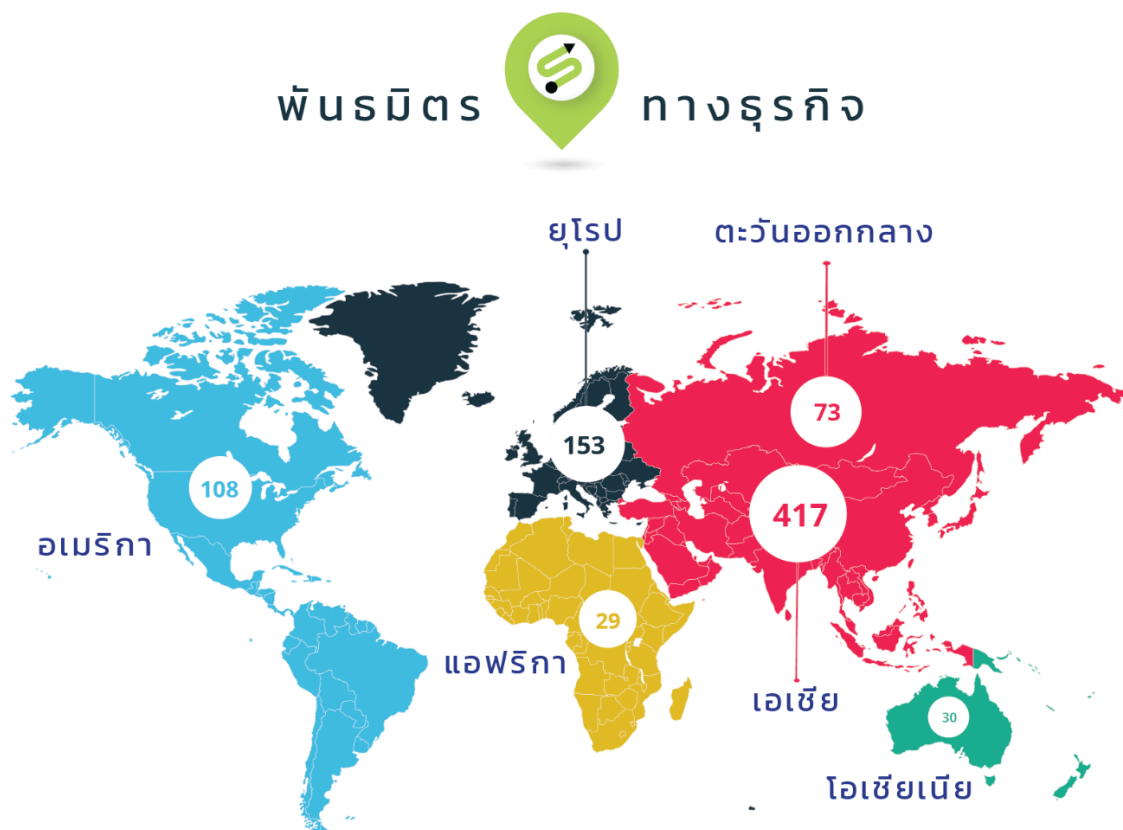 พันธมิตร ทางธุรกิจ
ยุโรป
ตะวันออกกลาง
73
153
108
417
อเมริกา
29
แอฟริกา
เอเชีย
30
โอเชียเนีย